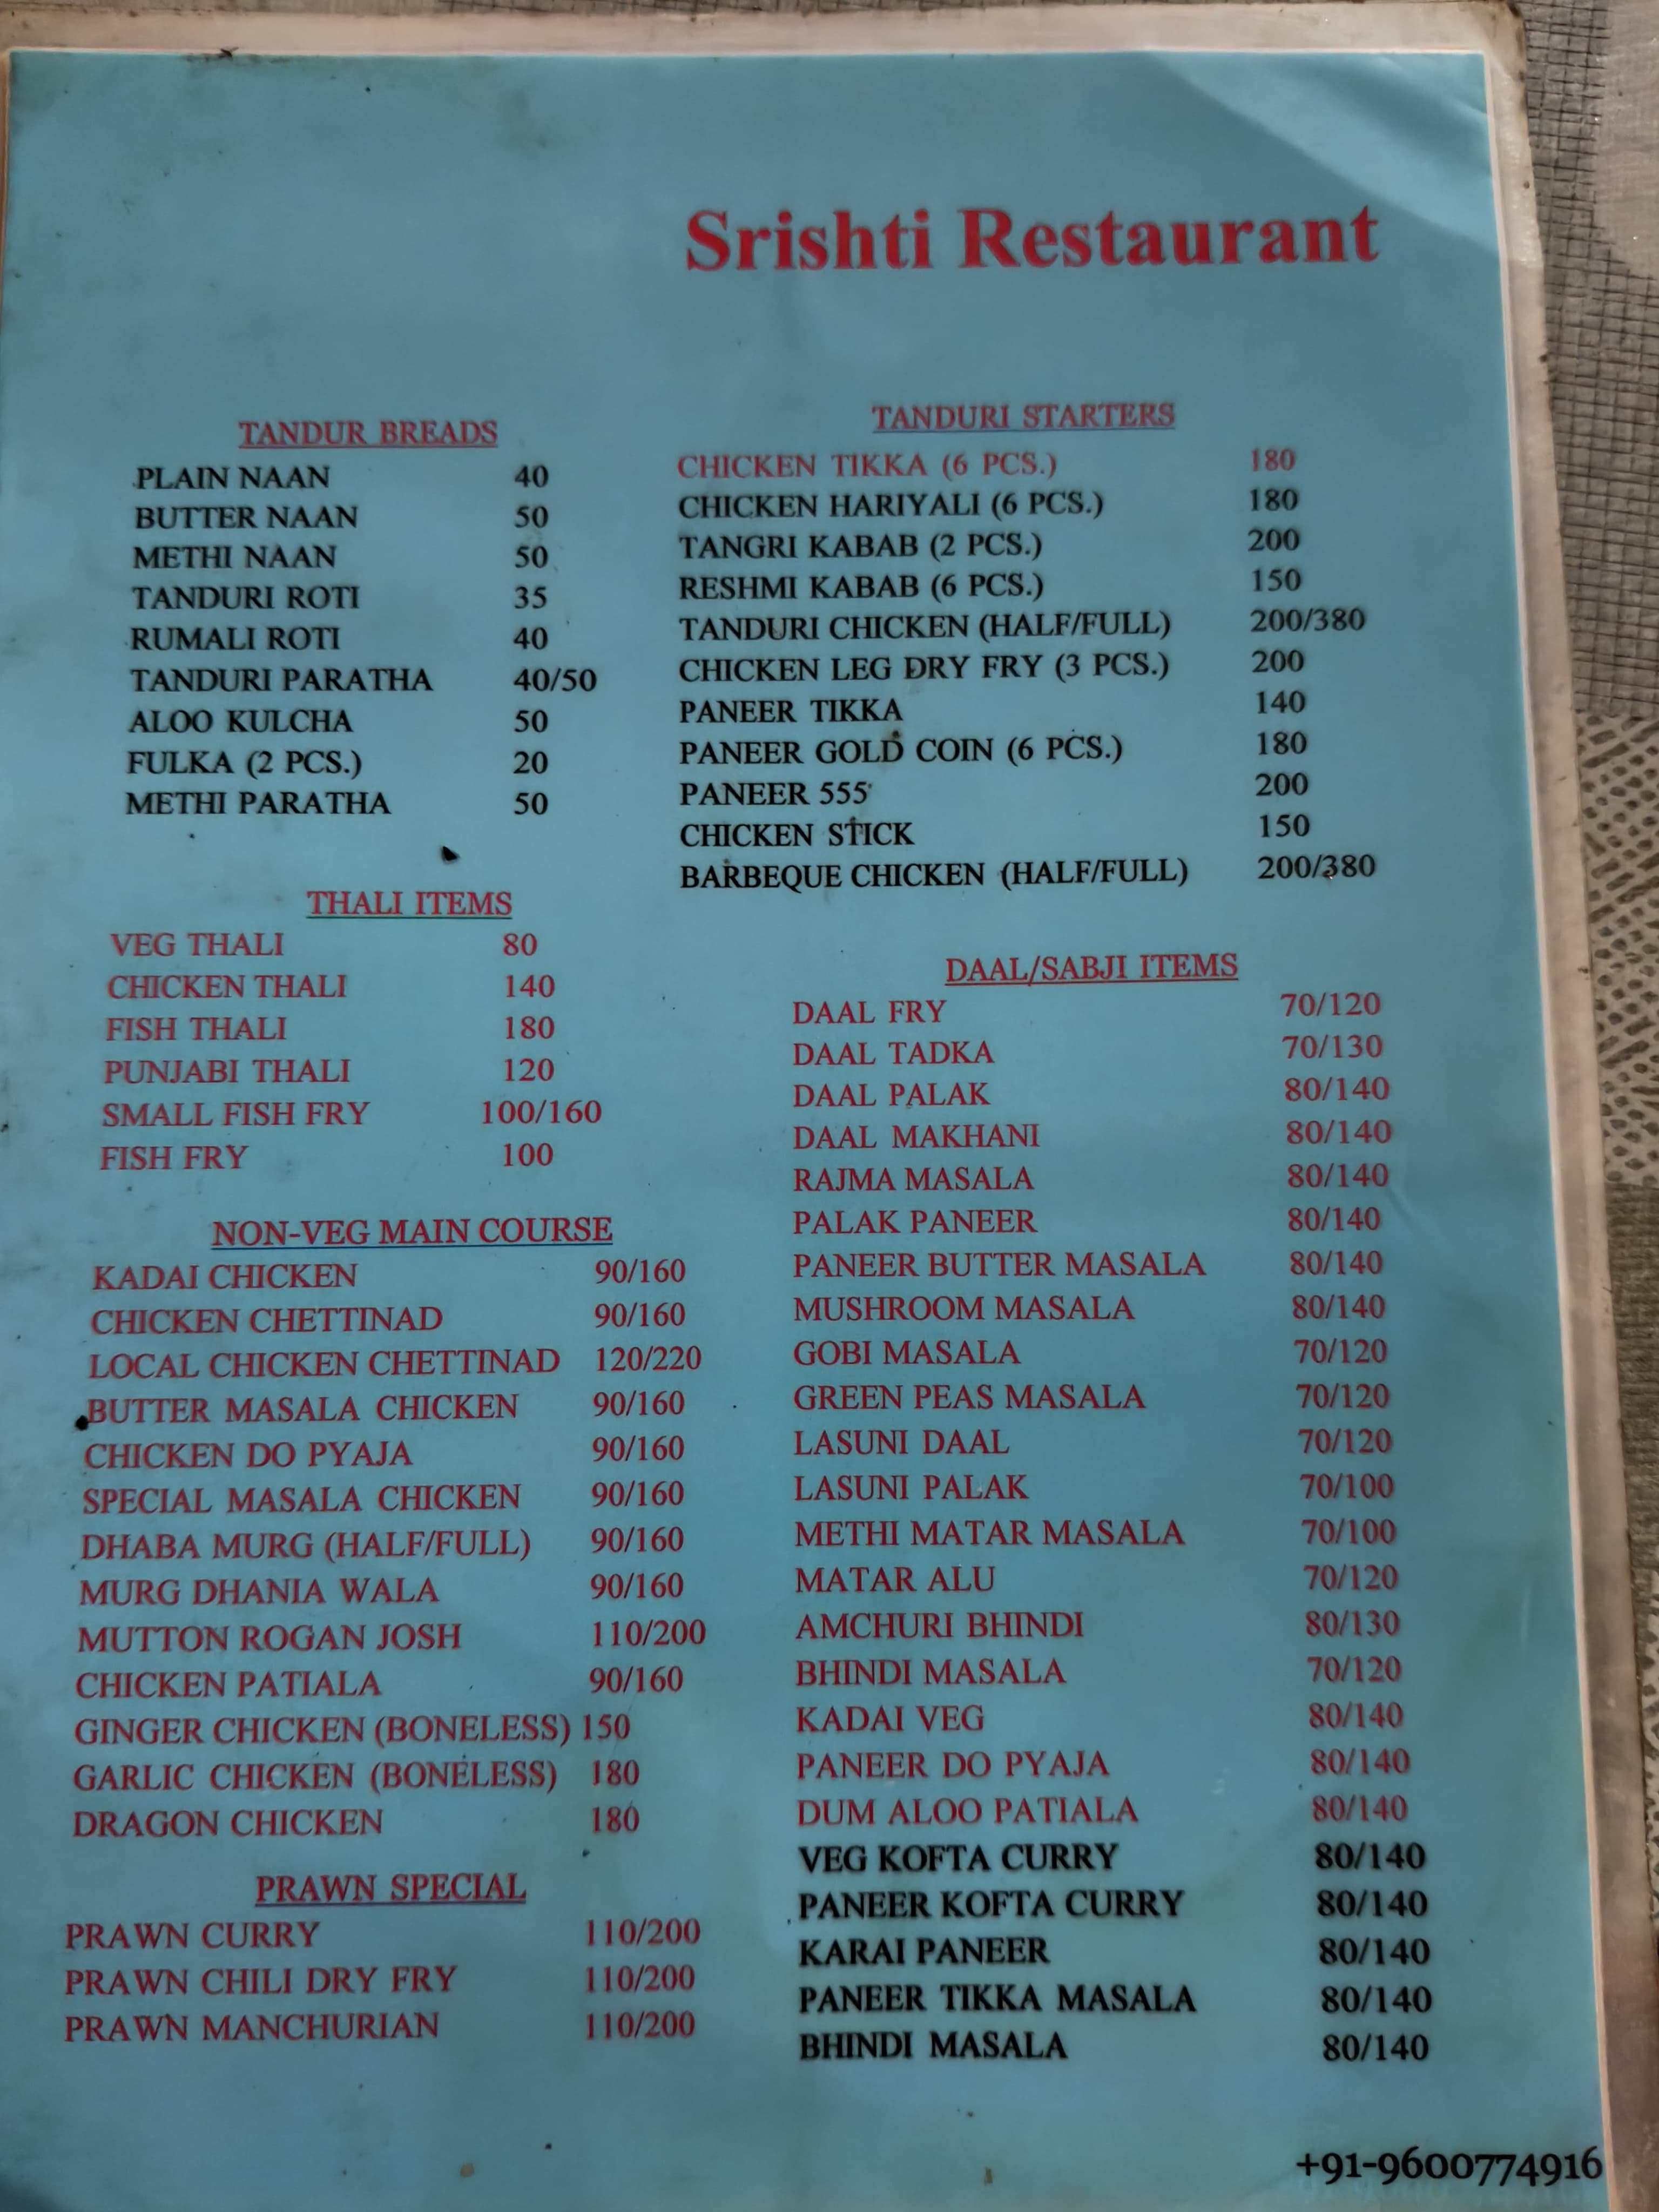 Srishti Restaurant
TANDUR BREADS
PLAIN NAAN 40
BUTTER NAAN 50
METHI NAAN 50
TANDURI ROTI 35
RUMALI ROTI 40
TANDURI PARATHA 40/50
ALOO KULCHA 50
FULKA (2 PCS.) 20
METHI PARATHA 50
THALI ITEMS
VEG THALI 80
CHICKEN THALI 140
FISH THALI 180
PUNJABI THALI 120
SMALL FISH FRY 100/160
FISH FRY 100
NON-VEG MAIN COURSE
KADAI CHICKEN 90/160
CHICKEN CHETTINAD 90/160
LOCAL CHICKEN CHETTINAD 120/220
BUTTER MASALA CHICKEN 90/160
CHICKEN DO PYAJA 90/160
SPECIAL MASALA CHICKEN 90/160
DHABA MURG (HALF/FULL) 90/160
MURG DHANIA WALA 90/160
MUTTON ROGAN JOSH 110/200
CHICKEN PATIALA 90/160
GINGER CHICKEN (BONELESS) 150
GARLIC CHICKEN (BONELESS) 180
DRAGON CHICKEN 180
PRAWN SPECIAL
PRAWN CURRY 110/200
PRAWN CHILI DRY FRY 110/200
PRAWN MANCHURIAN 110/200
TANDURI STARTERS
CHICKEN TIKKA (6 PCS.) 180
CHICKEN HARIYALI (6 PCS.) 180
TANGRI KABAB (2 PCS.) 200
RESHMI KABAB (6 PCS.) 150
TANDURI CHICKEN (HALF/FULL) 200/380
CHICKEN LEG DRY FRY (3 PCS.) 200
PANEER TIKKA 140
PANEER GOLD COIN (6 PCS.) 180
PANEER 555 200
CHICKEN STICK 150
BARBEQUE CHICKEN (HALF/FULL) 200/380
DAAL/SABJI ITEMS
DAAL FRY 70/120
DAAL TADKA 70/130
DAAL PALAK 80/140
DAAL MAKHANI 80/140
RAJMA MASALA 80/140
PALAK PANEER 80/140
PANEER BUTTER MASALA 80/140
MUSHROOM MASALA 80/140
GOBI MASALA 70/120
GREEN PEAS MASALA 70/120
LASUNI DAAL 70/120
LASUNI PALAK 70/100
METHI MATAR MASALA 70/100
MATAR ALU 70/120
AMCHURI BHINDI 80/130
BHINDI MASALA 70/120
KADAI VEG 80/140
PANEER DO PYAJA 80/140
DUM ALOO PATIALA 80/140
VEG KOFTA CURRY 80/140
PANEER KOFTA CURRY 80/140
KARAI PANEER 80/140
PANEER TIKKA MASALA 80/140
BHINDI MASALA 80/140
+91-9600774916